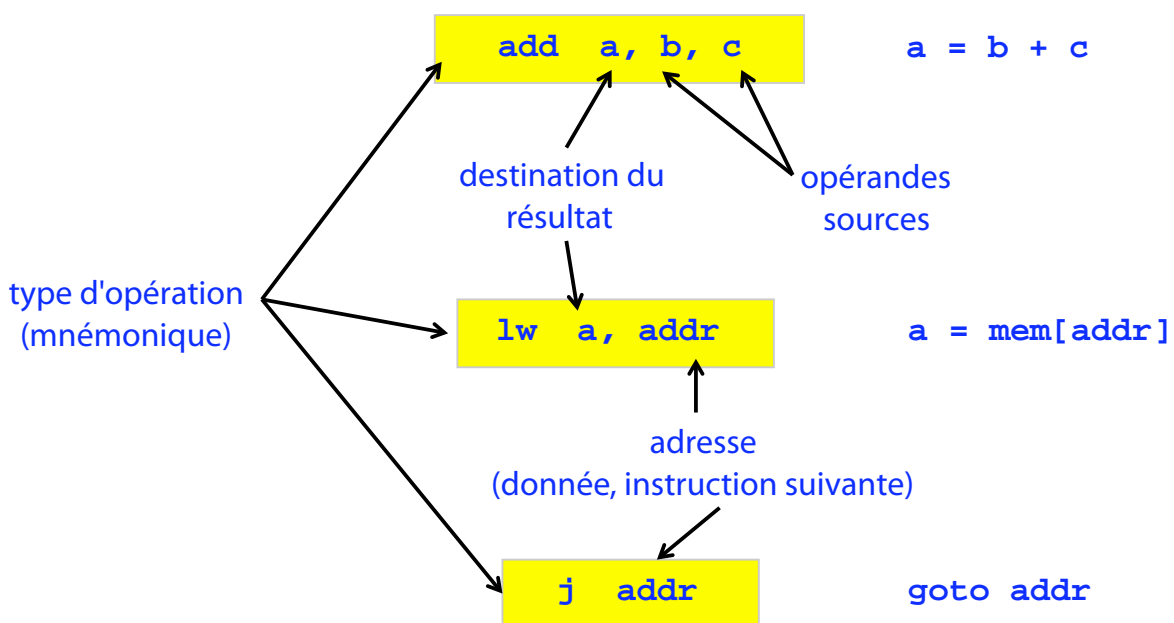 add a, b, c
a = b + c
destination du
résultat
opérandes
sources
type d'opération
(mnémonique)
lw a, addr
a = mem[addr]
adresse
(donnée, instruction suivante)
j addr
goto addr